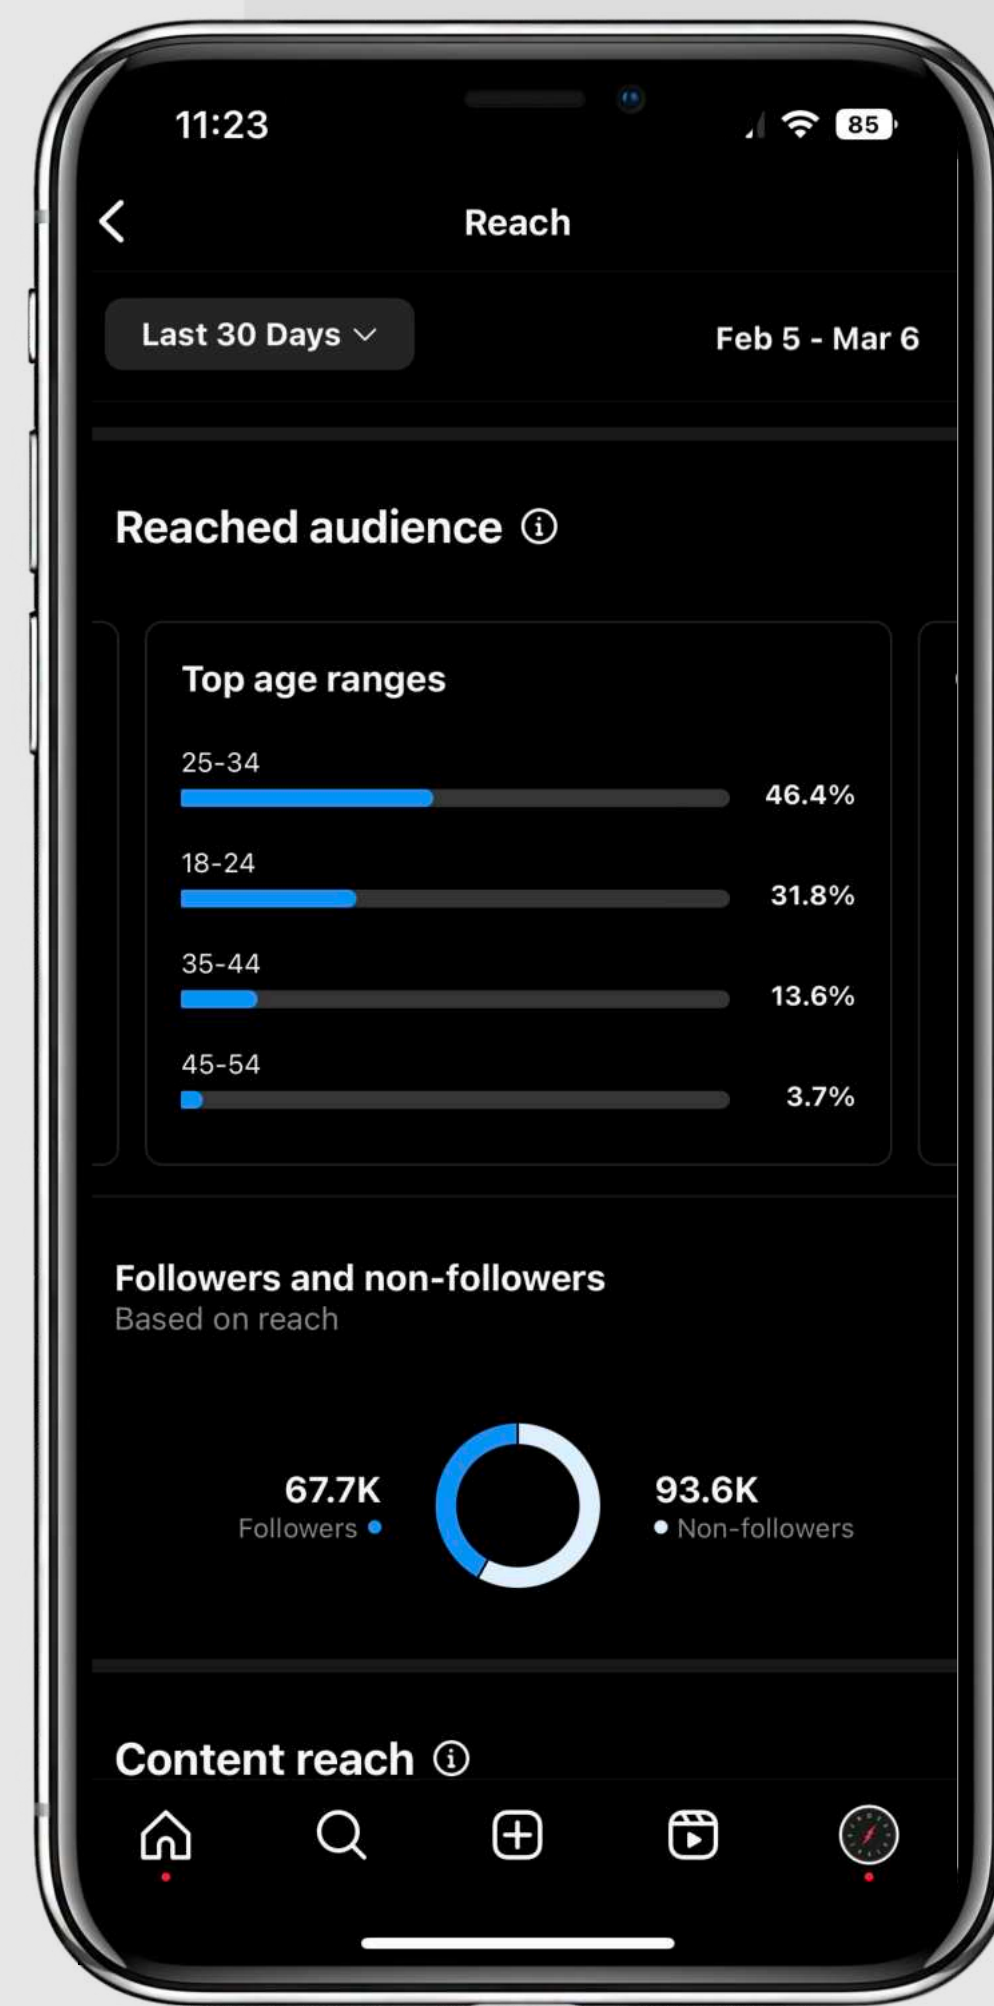 11:23
85
Reach
Last 30 Days
Feb 5 - Mar 6
Reached audience
Top age ranges
25-34
46.4%
18-24
31.8%
35-44
13.6%
45-54
3.7%
Followers and non-followers
Based on reach
67.7K
Followers
93.6K
Non-followers
Content reach